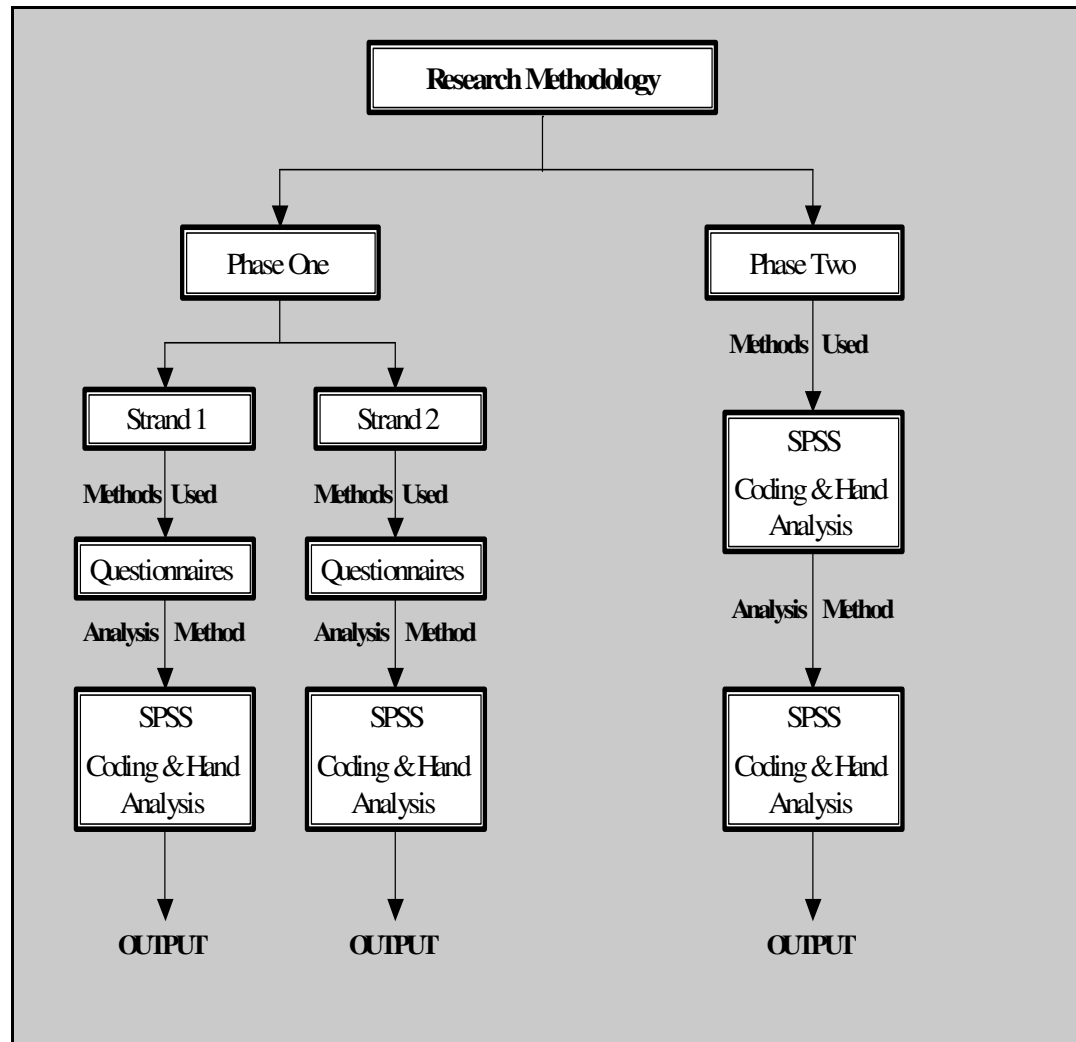 Research Methodology
Phase One
Phase Two
Methods Used
Strand 1
Strand 2
SPSS
Coding & Hand
Analysis
Methods Used
Methods Used
Questionnaires
Questionnaires
Analysis Method
Analysis Method
Analysis Method
SPSS
Coding & Hand
Analysis
SPSS
Coding & Hand
Analysis
SPSS
Coding & Hand
Analysis
OUTPUT
OUTPUT
OUTPUT